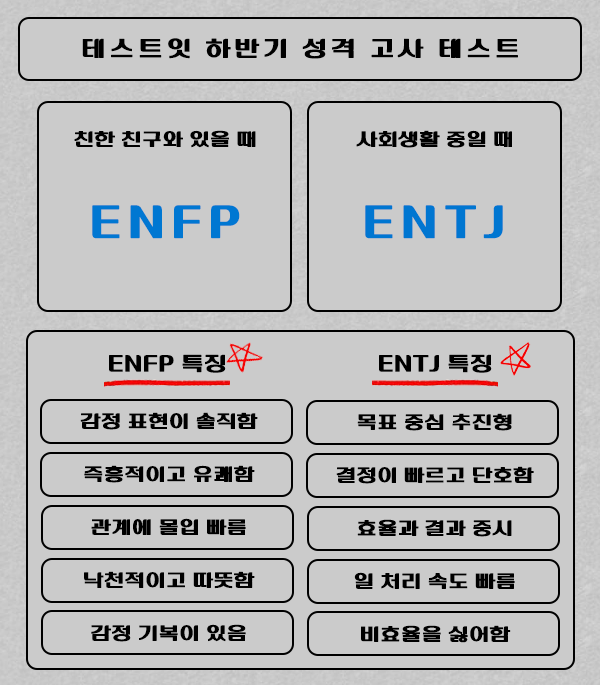 테스트잇 하반기 성격 고사 테스트
친한 친구와 있을 때
ENFP
사회생활 중일 때
ENTJ
ENFP 특징
감정 표현이 솔직함
즉흥적이고 유쾌함
관계에 몰입 빠름
낙천적이고 따뜻함
감정 기복이 있음
ENTJ 특징
목표 중심 추진형
결정이 빠르고 단호함
효율과 결과 중시
일 처리 속도 빠름
비효율을 싫어함